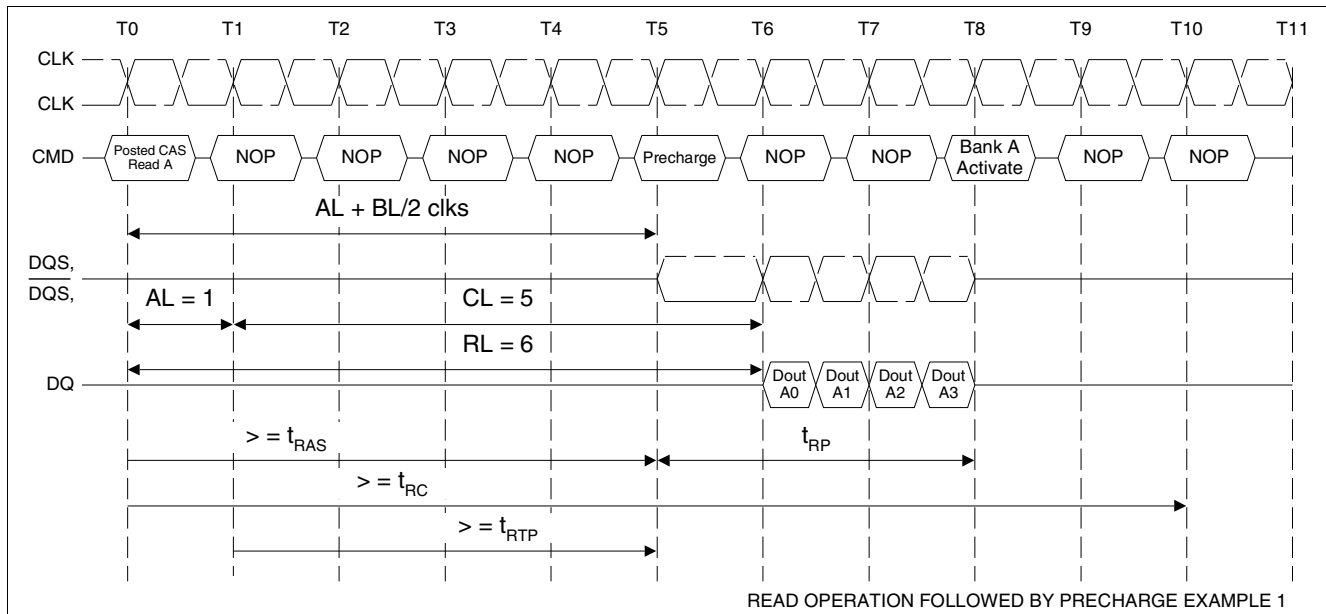 T0 T1 T2 T3 T4 T5 T6 T7 T8 T9 T10 T11
CLK
CLK
CMD
Posted CAS
Read A
NOP
NOP
NOP
NOP
Precharge
NOP
NOP
Bank A
Activate
NOP
NOP
AL + BL/2 clks
DQS,
DQS,
AL = 1
CL = 5
RL = 6
DQ
Dout
A0
Dout
A1
Dout
A2
Dout
A3
> = tRAS
tRP
> = tRC
> = tRTP
READ OPERATION FOLLOWED BY PRECHARGE EXAMPLE 1